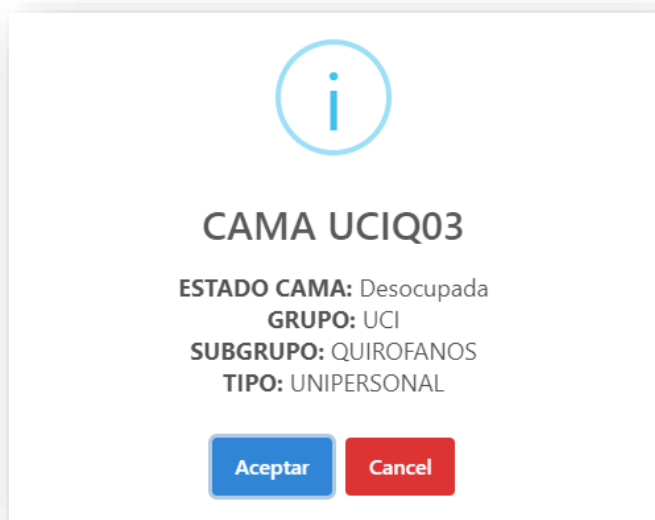 CAMA UCIQ03
ESTADO CAMA: Desocupada
GRUPO: UCI
SUBGRUPO: QUIROFANOS
TIPO: UNIPERSONAL
Aceptar Cancel